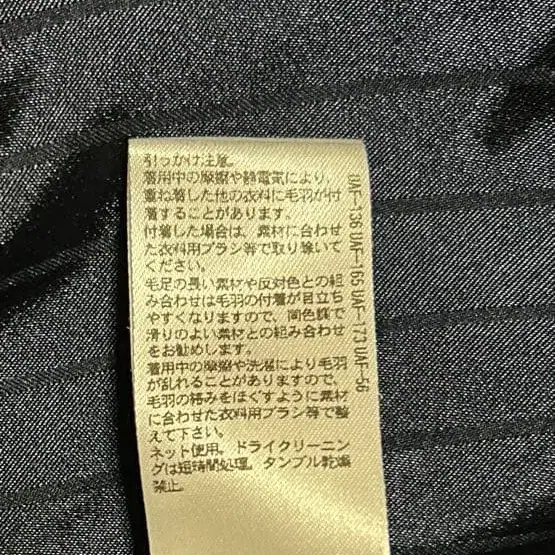 引っかけ注意。
着用中の摩擦や静電気により、
重ね着した他の衣料に毛羽が付
着することがあります。
付着した場合は、素材に合わせ
た衣料用ブラシ等で取り除いて
ください。
毛足の長い素材や反対色との組
み合わせは毛羽の付着が目立ち
やすくなりますので、同色調で
滑りのよい素材との組み合わせ
をお勧めします。
着用中の摩擦や洗濯により毛羽
が乱れることがありますので、
毛羽の絡みをほぐすように素材
に合わせた衣料用ブラシ等で整
えて下さい。
ネット使用。ドライクリーニン
グは短時間処理。タンブル乾燥
禁止。
UAT-136 UAT-165 UAT-173 UAF-56